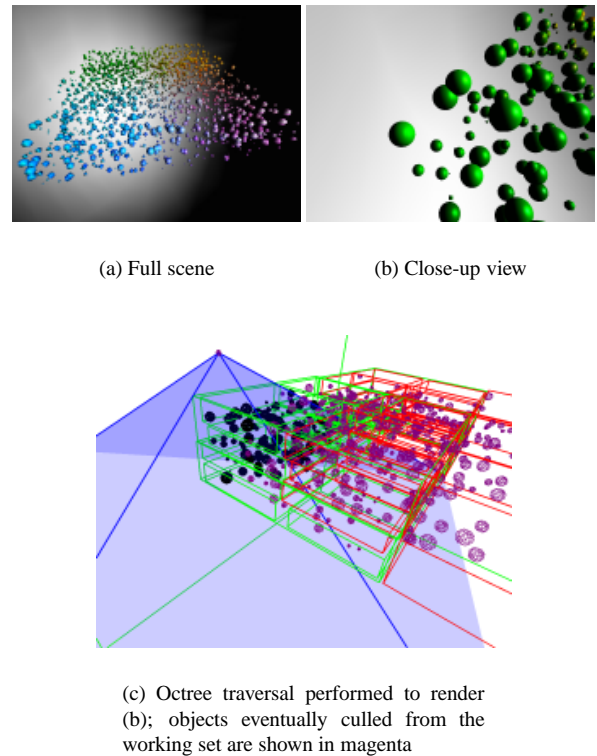 (a) Full scene
(b) Close-up view
(c) Octree traversal performed to render
(b); objects eventually culled from the
working set are shown in magenta